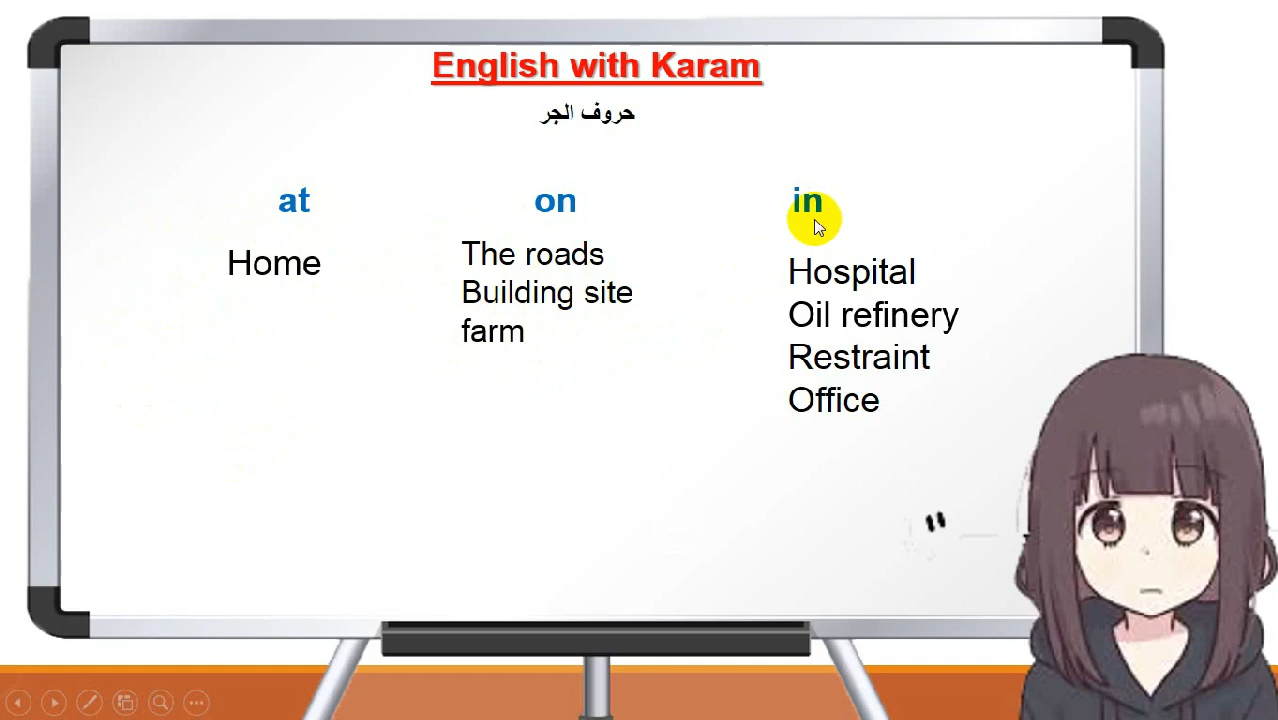 English with Karam
حروف الجر
at
Home
on
The roads
Building site
farm
in
Hospital
Oil refinery
Restraint
Office